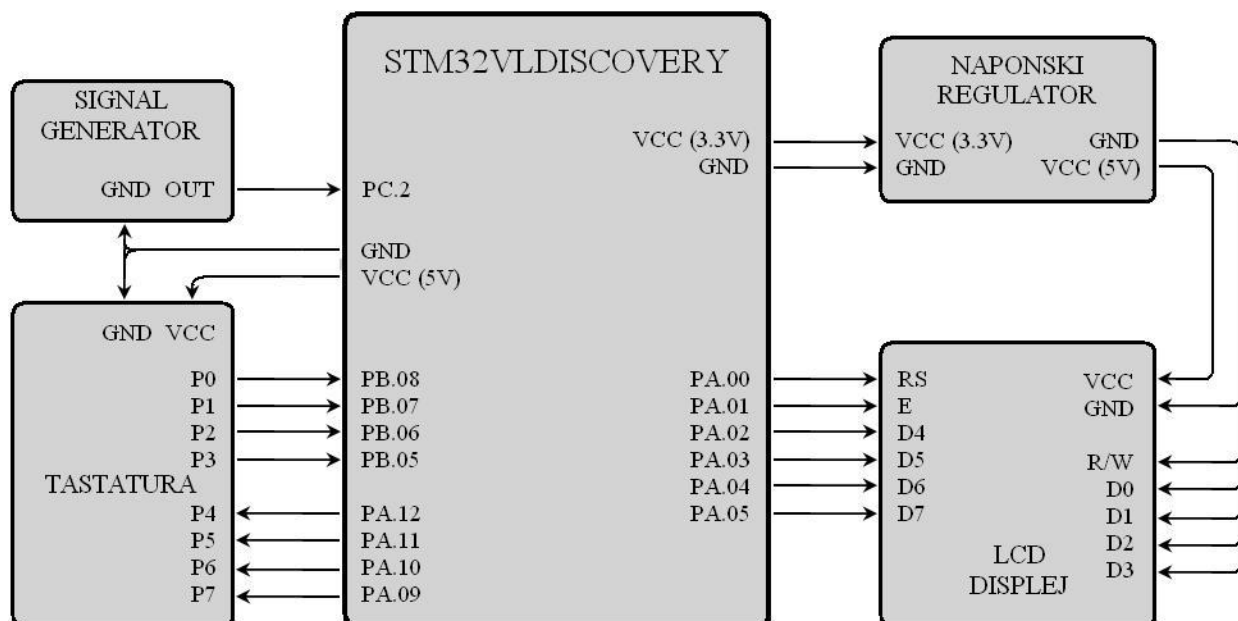 SIGNAL
GENERATOR
GND OUT
STM32VLDISCOVERY
VCC (3.3V)
GND
PC.2
GND
VCC (5V)
PB.08
PB.07
PB.06
PB.05
PA.12
PA.11
PA.10
PA.09
PA.00
PA.01
PA.02
PA.03
PA.04
PA.05
NAPONSKI
REGULATOR
VCC (3.3V) GND
GND VCC (5V)
GND VCC
P0
P1
P2
P3
TASTATURA
P4
P5
P6
P7
RS
E
D4
D5
D6
D7
VCC
GND
R/W
D0
D1
D2
D3
LCD
DISPLEJ